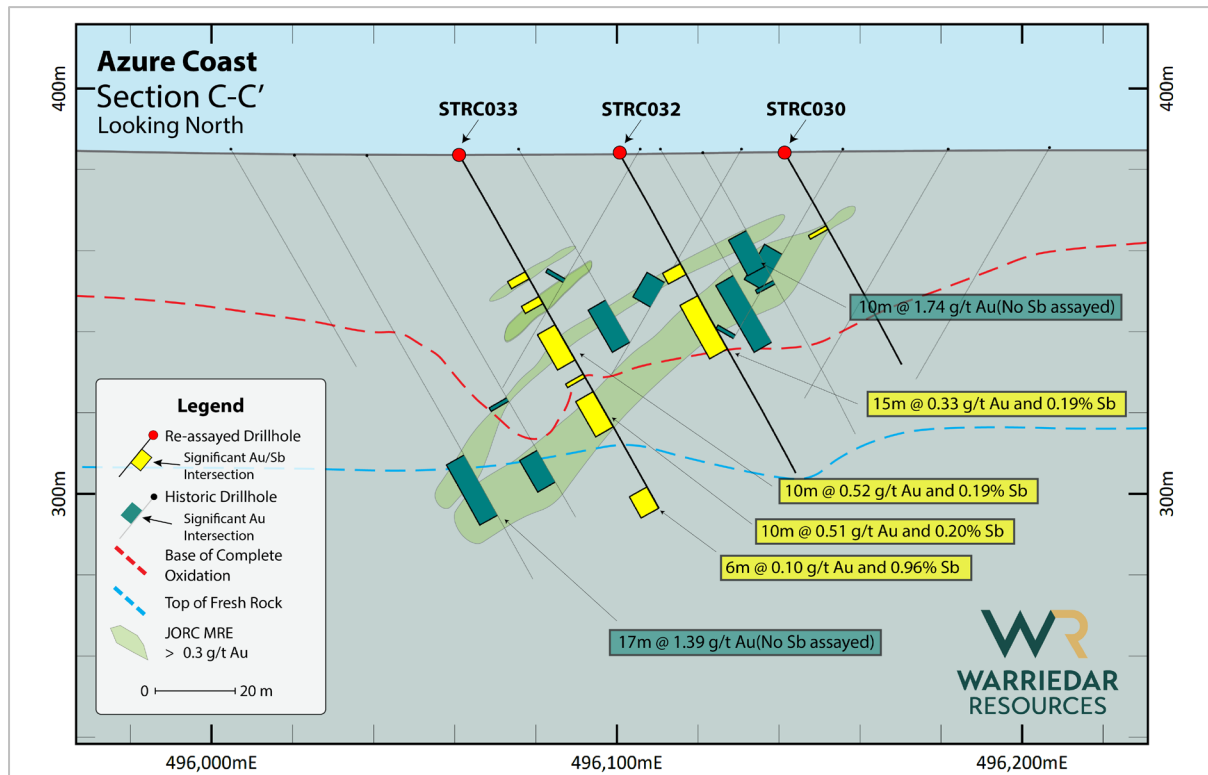 Azure Coast
Section C-C’
Looking North
400m
400m
STRC033
STRC032
STRC030
10m @ 1.74 g/t Au(No Sb assayed)
15m @ 0.33 g/t Au and 0.19% Sb
10m @ 0.52 g/t Au and 0.19% Sb
10m @ 0.51 g/t Au and 0.20% Sb
6m @ 0.10 g/t Au and 0.96% Sb
17m @ 1.39 g/t Au(No Sb assayed)
300m
300m
Legend
Re-assayed Drillhole
Significant Au/Sb
Intersection
Historic Drillhole
Significant Au
Intersection
Base of Complete
Oxidation
Top of Fresh Rock
JORC MRE
> 0.3 g/t Au
0
20 m
WR
WARRIEDAR
RESOURCES
496,000mE
496,100mE
496,200mE